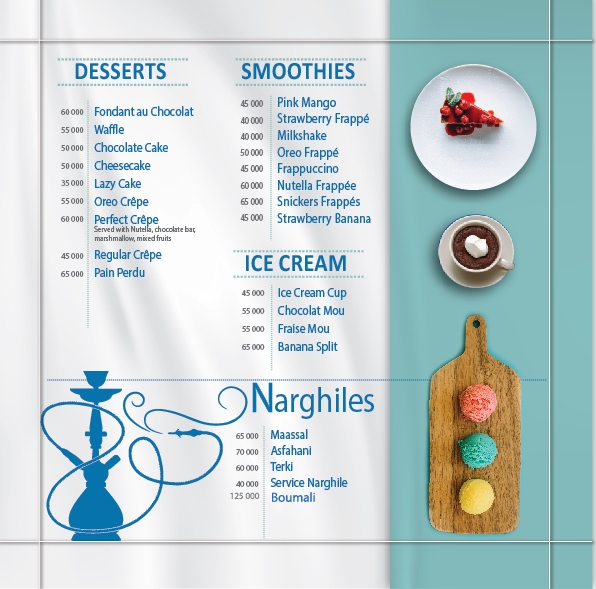 DESSERTS
60 000 Fondant au Chocolat
55 000 Waffle
50 000 Chocolate Cake
50 000 Cheesecake
35 000 Lazy Cake
55 000 Oreo Crêpe
60 000 Perfect Crêpe
Served with Nutella, chocolate bar,
marshmallow, mixed fruits
45 000 Regular Crêpe
65 000 Pain Perdu
SMOOTHIES
45 000 Pink Mango
40 000 Strawberry Frappé
40 000 Milkshake
50 000 Oreo Frappé
45 000 Frappuccino
60 000 Nutella Frappée
65 000 Snickers Frappés
45 000 Strawberry Banana
ICE CREAM
45 000 Ice Cream Cup
55 000 Chocolat Mou
55 000 Fraise Mou
65 000 Banana Split
Narghiles
65 000 Maassal
70 000 Asfahani
60 000 Terki
40 000 Service Narghile
125 000 Boumali